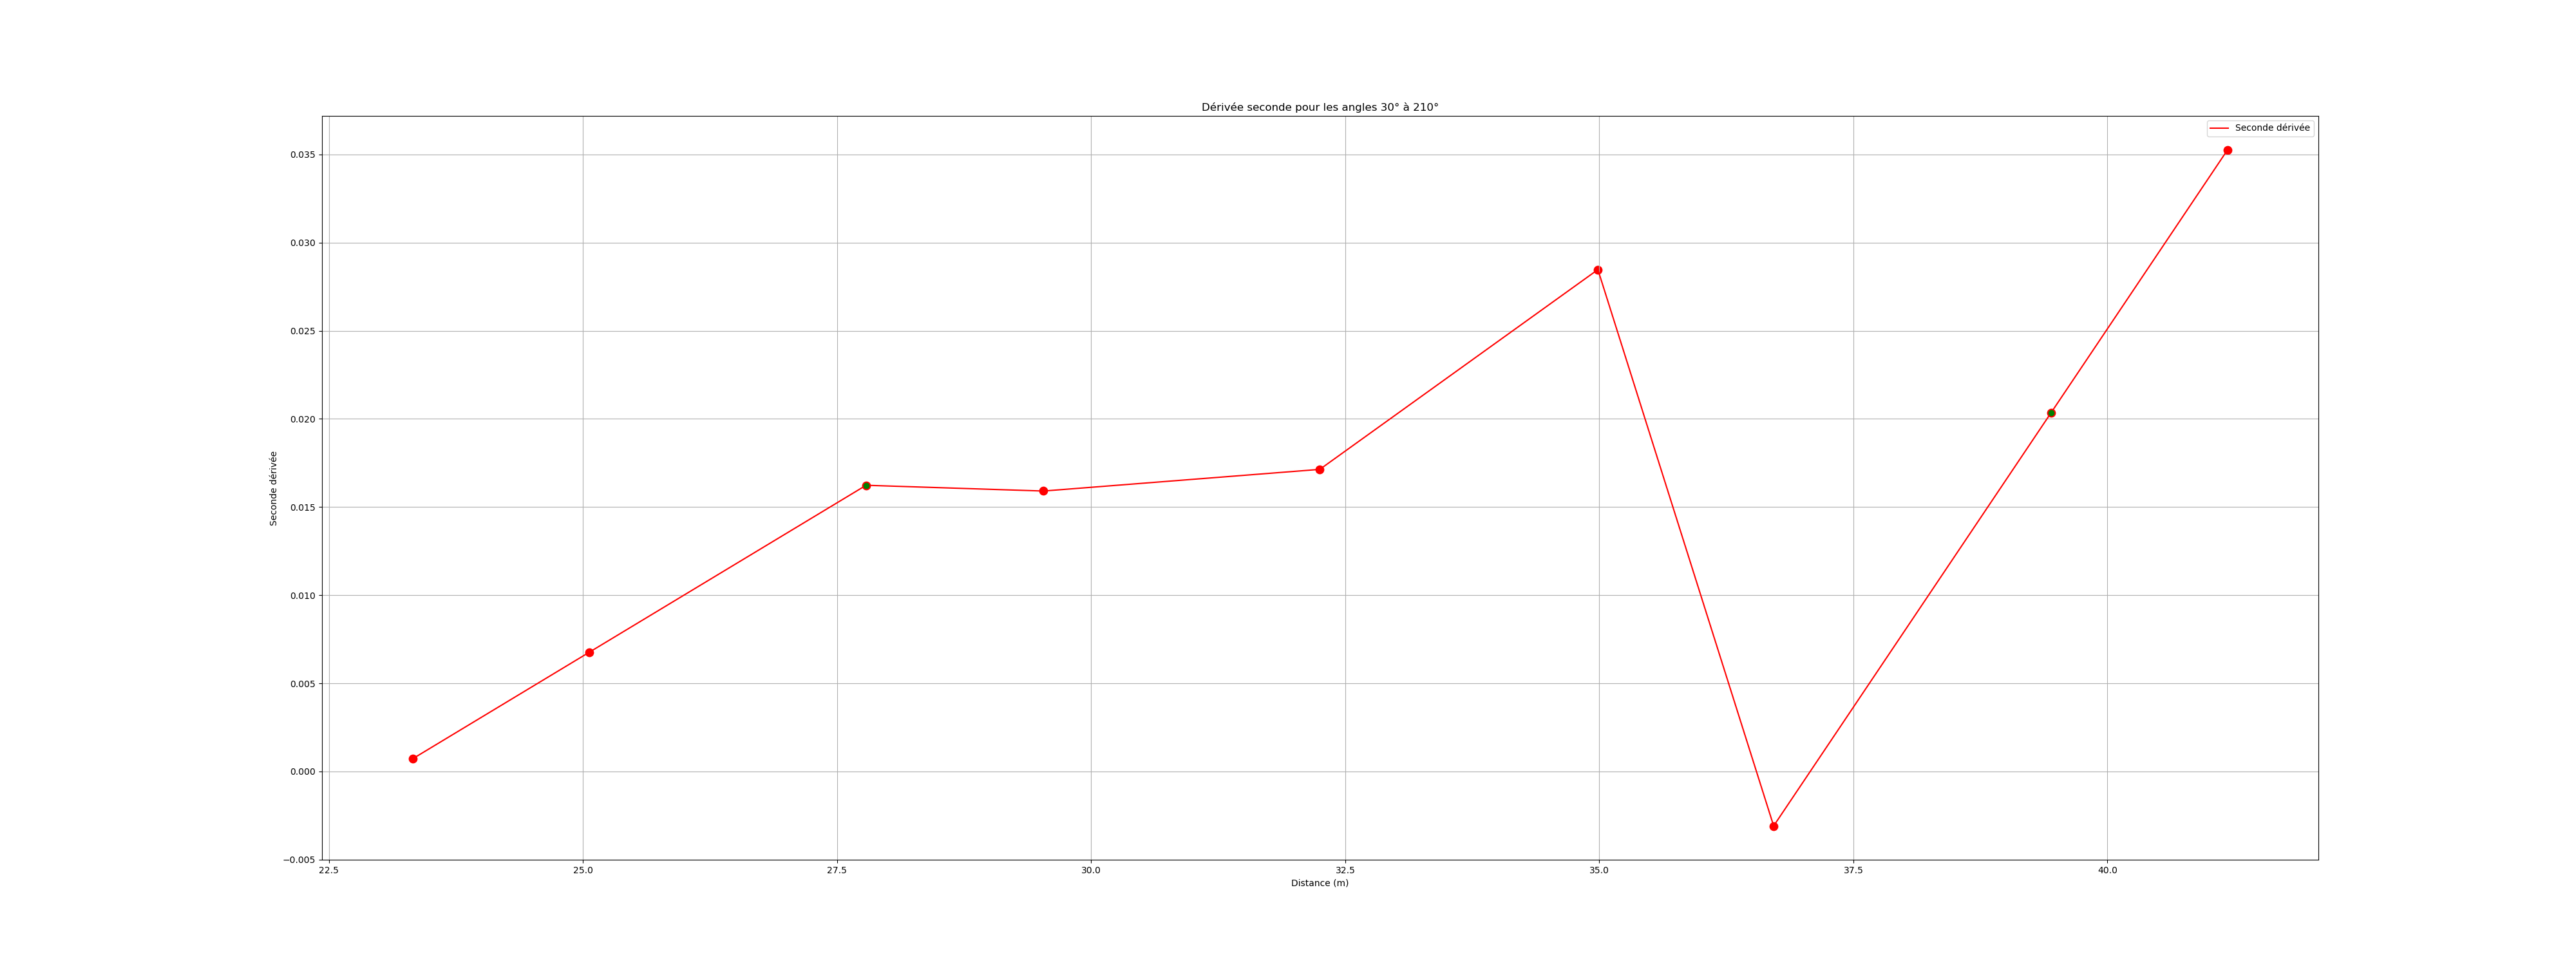 Dérivée seconde pour les angles 30° à 210°
Seconde dérivée
0.035
0.030
0.025
0.020
0.015
0.010
0.005
0.000
−0.005
Seconde dérivée
22.5 25.0 27.5 30.0 32.5 35.0 37.5 40.0
Distance (m)